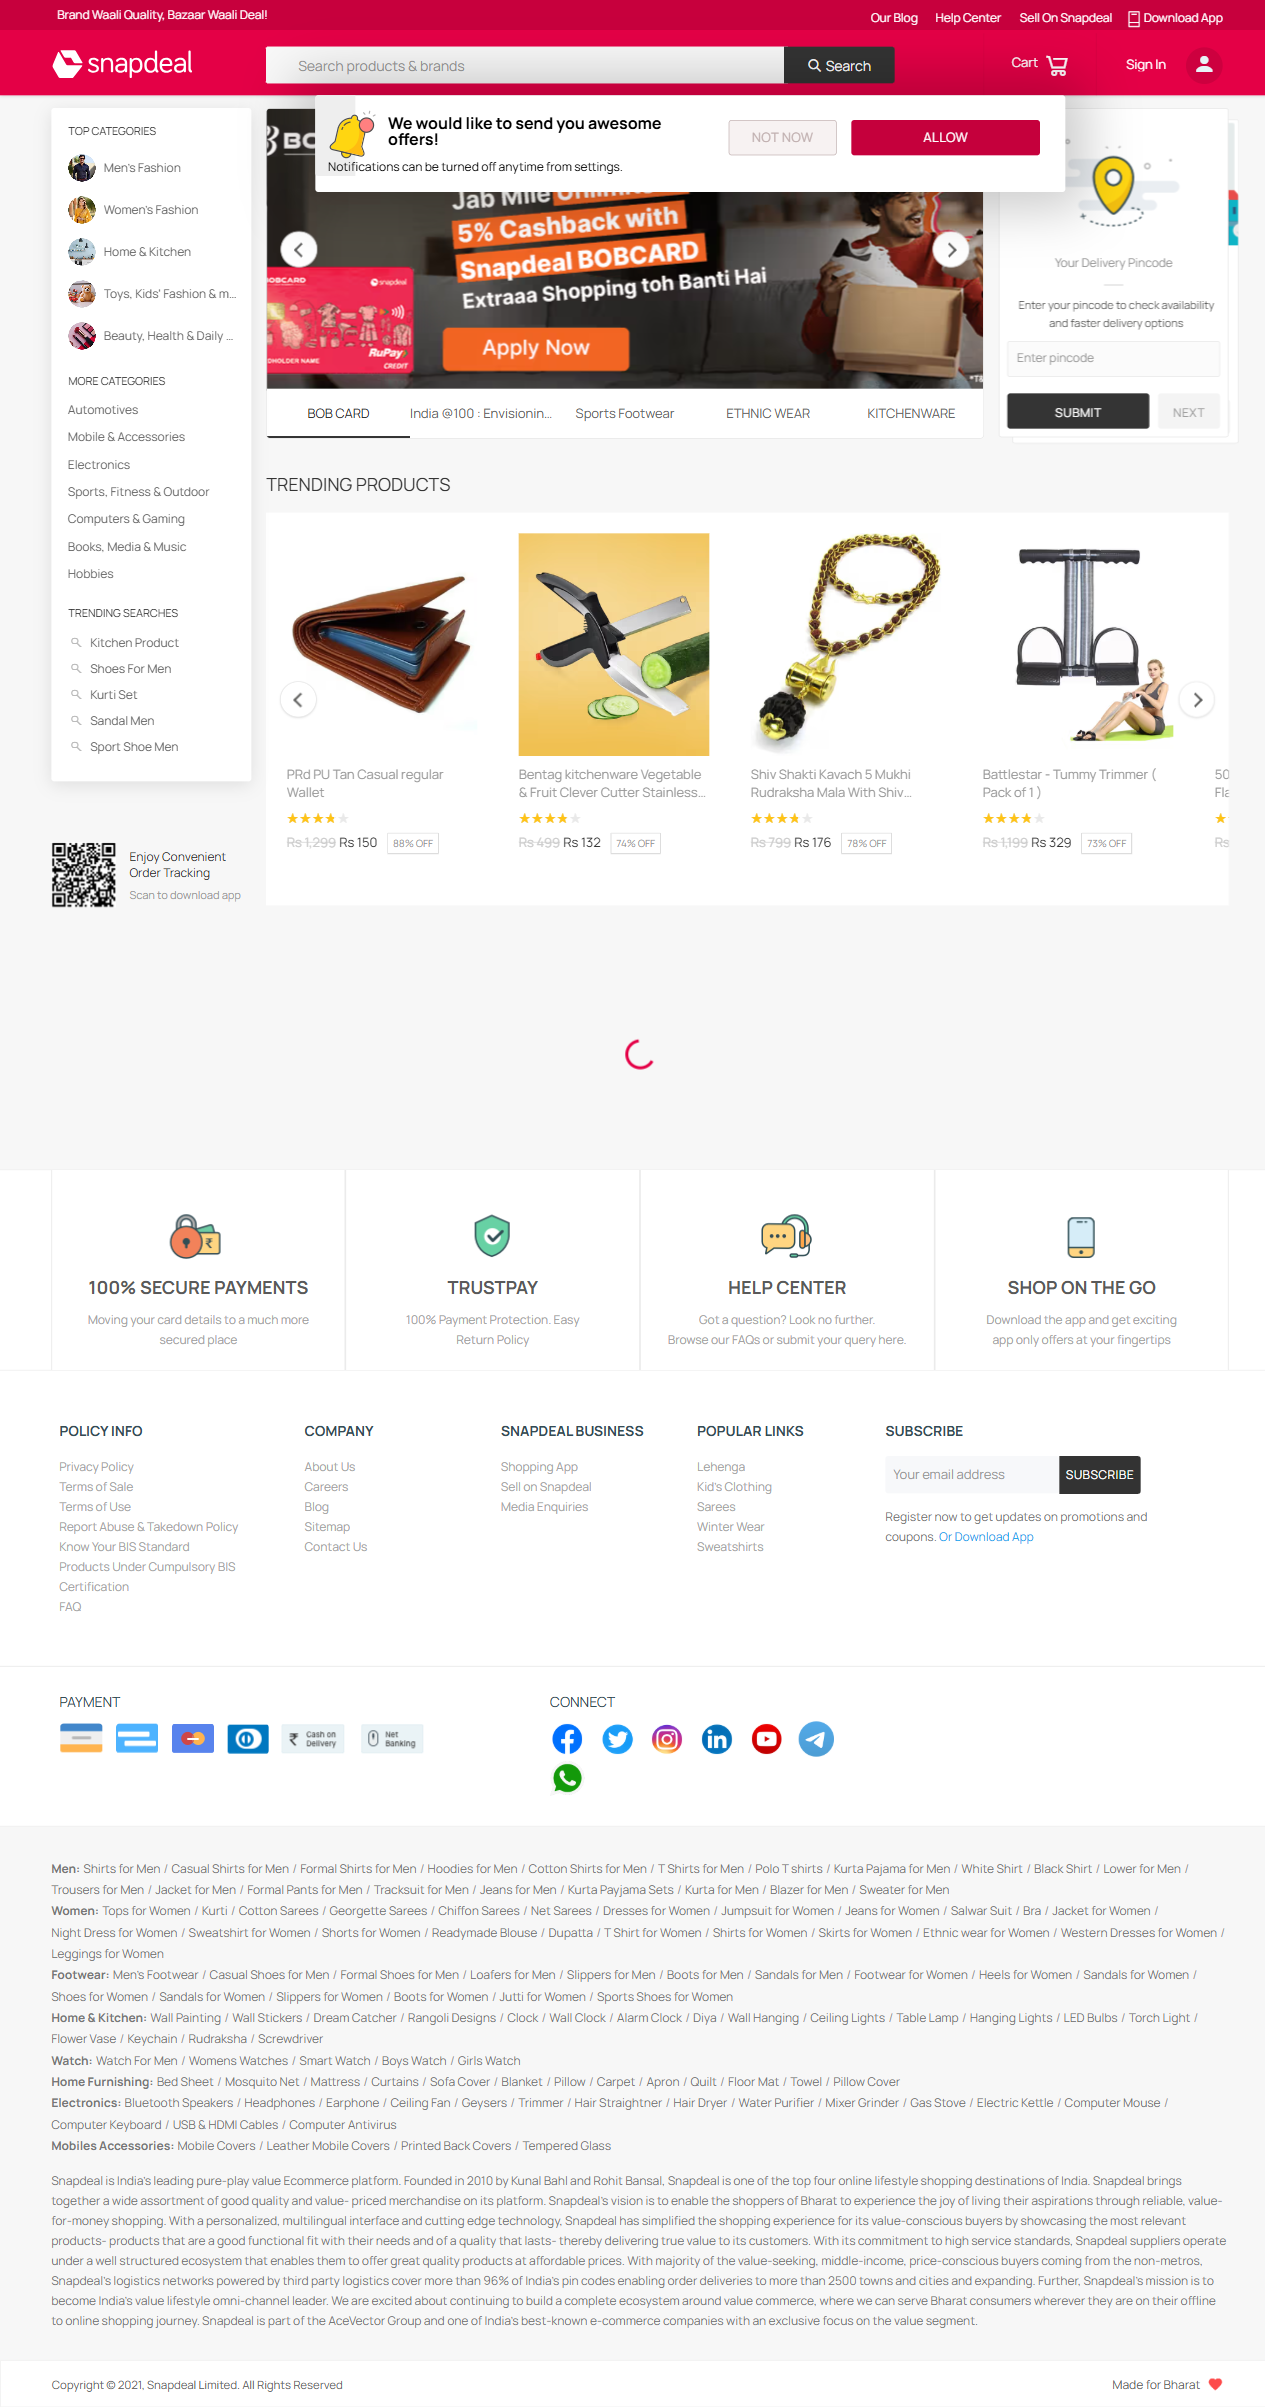 Brand Waali Quality, Bazaar Waali Deal!
Our Blog Help Center Sell On Snapdeal Download App
snapdeal
Search products & brands
Search
Cart
Sign In
We would like to send you awesome
offers!
Notifications can be turned off anytime from settings.
NOT NOW
ALLOW
TOP CATEGORIES
Men's Fashion
Women's Fashion
Home & Kitchen
Toys, Kids' Fashion & m...
Beauty, Health & Daily ...
MORE CATEGORIES
Automotives
Mobile & Accessories
Electronics
Sports, Fitness & Outdoor
Computers & Gaming
Books, Media & Music
Hobbies
TRENDING SEARCHES
Kitchen Product
Shoes For Men
Kurti Set
Sandal Men
Sport Shoe Men
Enjoy Convenient
Order Tracking
Scan to download app
BO
Jab Mile Unlimite
5% Cashback with
Snapdeal BOBCARD
Extraaa Shopping toh Banti Hai
Apply Now
BOBCARD
snapdeal
DHOLDER NAME
RuPay
CREDIT
BOB CARD India @100 : Envisionin... Sports Footwear ETHNIC WEAR KITCHENWARE
Your Delivery Pincode
Enter your pincode to check availability
and faster delivery options
Enter pincode
SUBMIT
NEXT
TRENDING PRODUCTS
PRd PU Tan Casual regular
Wallet
Rs 1,299 Rs 150 88% OFF
Bentag kitchenware Vegetable
& Fruit Clever Cutter Stainless...
Rs 499 Rs 132 74% OFF
Shiv Shakti Kavach 5 Mukhi
Rudraksha Mala With Shiv...
Rs 799 Rs 176 78% OFF
Battlestar - Tummy Trimmer (
Pack of 1 )
Rs 1,199 Rs 329 73% OFF
50
Fla
Rs
100% SECURE PAYMENTS
Moving your card details to a much more
secured place
TRUSTPAY
100% Payment Protection. Easy
Return Policy
HELP CENTER
Got a question? Look no further.
Browse our FAQs or submit your query here.
SHOP ON THE GO
Download the app and get exciting
app only offers at your fingertips
POLICY INFO
Privacy Policy
Terms of Sale
Terms of Use
Report Abuse & Takedown Policy
Know Your BIS Standard
Products Under Cumpulsory BIS
Certification
FAQ
COMPANY
About Us
Careers
Blog
Sitemap
Contact Us
SNAPDEAL BUSINESS
Shopping App
Sell on Snapdeal
Media Enquiries
POPULAR LINKS
Lehenga
Kid's Clothing
Sarees
Winter Wear
Sweatshirts
SUBSCRIBE
Your email address
SUBSCRIBE
Register now to get updates on promotions and
coupons. Or Download App
PAYMENT
Cash on
Delivery
Net
Banking
CONNECT
Men: Shirts for Men / Casual Shirts for Men / Formal Shirts for Men / Hoodies for Men / Cotton Shirts for Men / T Shirts for Men / Polo T shirts / Kurta Pajama for Men / White Shirt / Black Shirt / Lower for Men /
Trousers for Men / Jacket for Men / Formal Pants for Men / Tracksuit for Men / Jeans for Men / Kurta Payjama Sets / Kurta for Men / Blazer for Men / Sweater for Men
Women: Tops for Women / Kurti / Cotton Sarees / Georgette Sarees / Chiffon Sarees / Net Sarees / Dresses for Women / Jumpsuit for Women / Jeans for Women / Salwar Suit / Bra / Jacket for Women /
Night Dress for Women / Sweatshirt for Women / Shorts for Women / Readymade Blouse / Dupatta / T Shirt for Women / Shirts for Women / Skirts for Women / Ethnic wear for Women / Western Dresses for Women /
Leggings for Women
Footwear: Men's Footwear / Casual Shoes for Men / Formal Shoes for Men / Loafers for Men / Slippers for Men / Boots for Men / Sandals for Men / Footwear for Women / Heels for Women / Sandals for Women /
Shoes for Women / Sandals for Women / Slippers for Women / Boots for Women / Jutti for Women / Sports Shoes for Women
Home & Kitchen: Wall Painting / Wall Stickers / Dream Catcher / Rangoli Designs / Clock / Wall Clock / Alarm Clock / Diya / Wall Hanging / Ceiling Lights / Table Lamp / Hanging Lights / LED Bulbs / Torch Light /
Flower Vase / Keychain / Rudraksha / Screwdriver
Watch: Watch For Men / Womens Watches / Smart Watch / Boys Watch / Girls Watch
Home Furnishing: Bed Sheet / Mosquito Net / Mattress / Curtains / Sofa Cover / Blanket / Pillow / Carpet / Apron / Quilt / Floor Mat / Towel / Pillow Cover
Electronics: Bluetooth Speakers / Headphones / Earphone / Ceiling Fan / Geysers / Trimmer / Hair Straightner / Hair Dryer / Water Purifier / Mixer Grinder / Gas Stove / Electric Kettle / Computer Mouse /
Computer Keyboard / USB & HDMI Cables / Computer Antivirus
Mobiles Accessories: Mobile Covers / Leather Mobile Covers / Printed Back Covers / Tempered Glass
Snapdeal is India's leading pure-play value Ecommerce platform. Founded in 2010 by Kunal Bahl and Rohit Bansal, Snapdeal is one of the top four online lifestyle shopping destinations of India. Snapdeal brings
together a wide assortment of good quality and value- priced merchandise on its platform. Snapdeal's vision is to enable the shoppers of Bharat to experience the joy of living their aspirations through reliable, value-
for-money shopping. With a personalized, multilingual interface and cutting edge technology, Snapdeal has simplified the shopping experience for its value-conscious buyers by showcasing the most relevant
products- products that are a good functional fit with their needs and of a quality that lasts- thereby delivering true value to its customers. With its commitment to high service standards, Snapdeal suppliers operate
under a well structured ecosystem that enables them to offer great quality products at affordable prices. With majority of the value-seeking, middle-income, price-conscious buyers coming from the non-metros,
Snapdeal's logistics networks powered by third party logistics cover more than 96% of India's pin codes enabling order deliveries to more than 2500 towns and cities and expanding. Further, Snapdeal's mission is to
become India's value lifestyle omni-channel leader. We are excited about continuing to build a complete ecosystem around value commerce, where we can serve Bharat consumers wherever they are on their offline
to online shopping journey. Snapdeal is part of the AceVector Group and one of India's best-known e-commerce companies with an exclusive focus on the value segment.
Copyright © 2021, Snapdeal Limited. All Rights Reserved
Made for Bharat